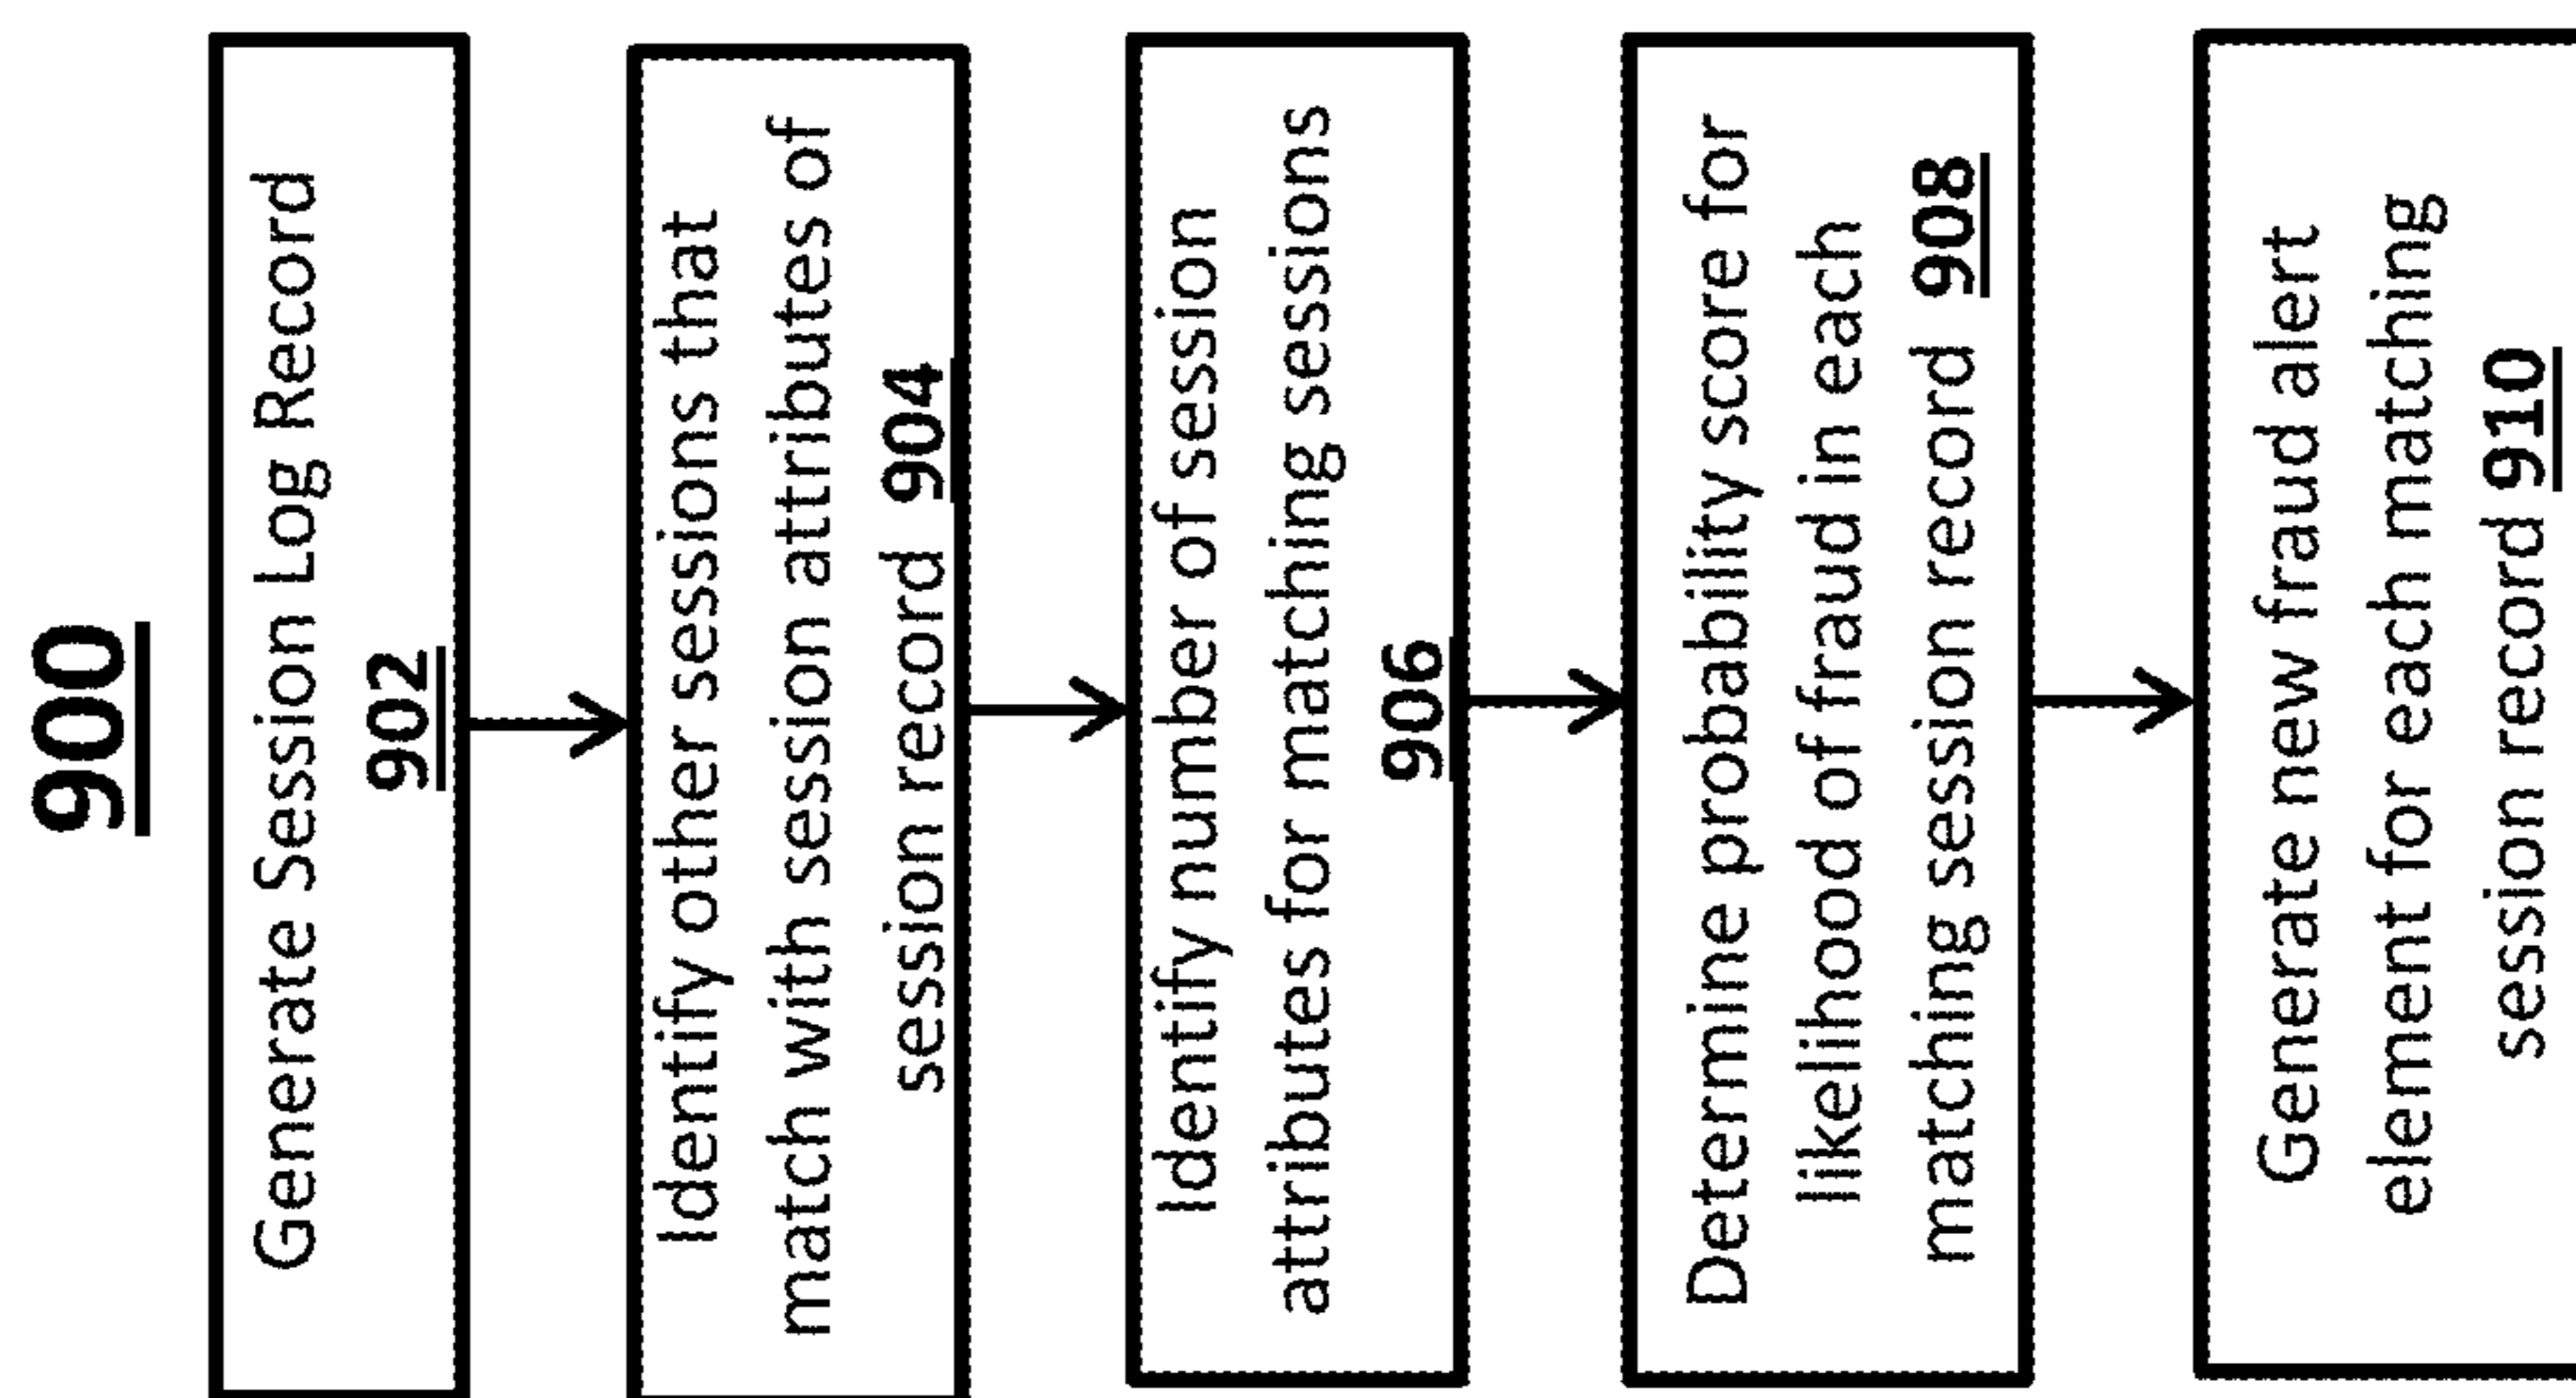 900
Generate Session Log Record
902
Identify other sessions that
match with session attributes of
session record 904
Identify number of session
attributes for matching sessions
906
Determine probability score for
likelihood of fraud in each
matching session record 908
Generate new fraud alert
element for each matching
session record 910